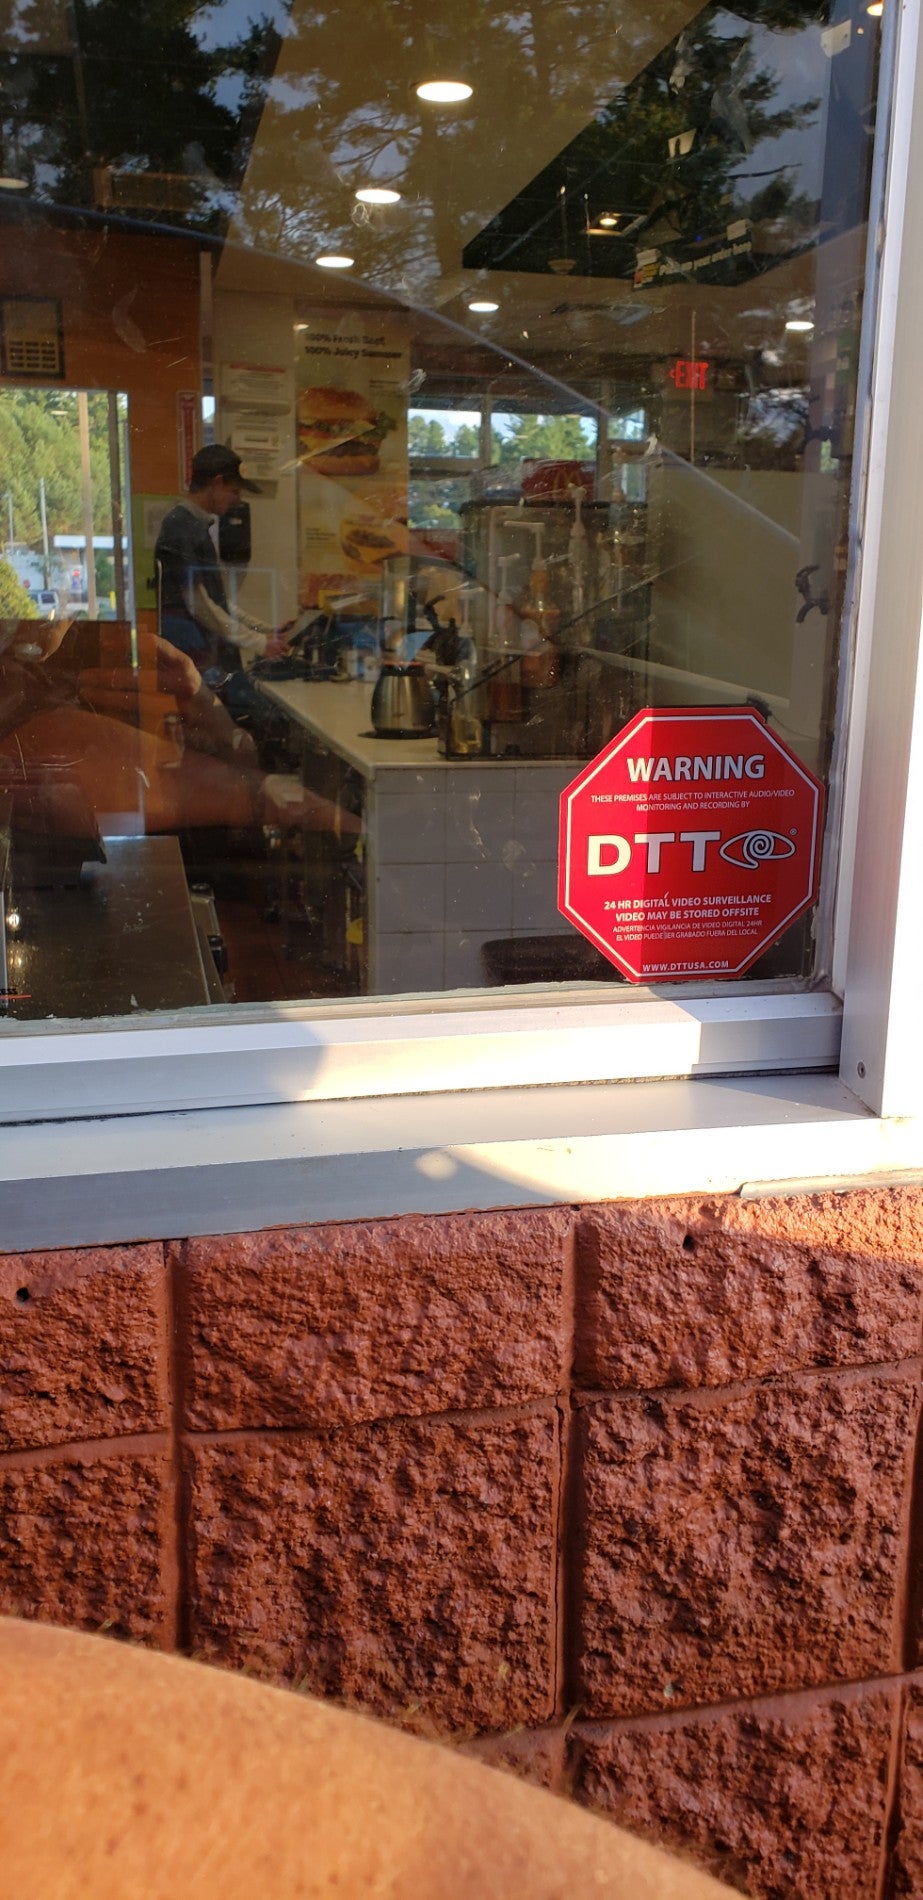 100% Fresh Beef.
100% Juicy Summer
EXIT
WARNING
THESE PREMISES ARE SUBJECT TO INTERACTIVE AUDIO/VIDEO
MONITORING AND RECORDING BY
DTT
®
24 HR DIGITAL VIDEO SURVEILLANCE
VIDEO MAY BE STORED OFFSITE
ADVERTENCIA VIGILANCIA DE VIDEO DIGITAL 24HR
EL VIDEO PUEDE SER GRABADO FUERA DEL LOCAL
WWW.DTTUSA.COM